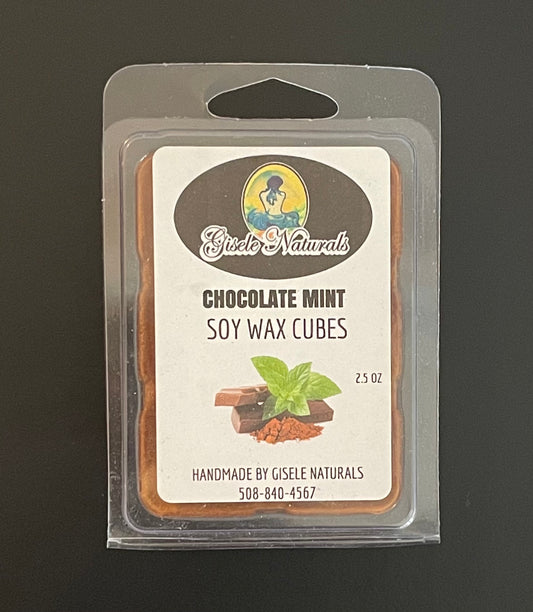 Gisele Naturals
CHOCOLATE MINT
SOY WAX CUBES
2.5 OZ
HANDMADE BY GISELE NATURALS
508-840-4567